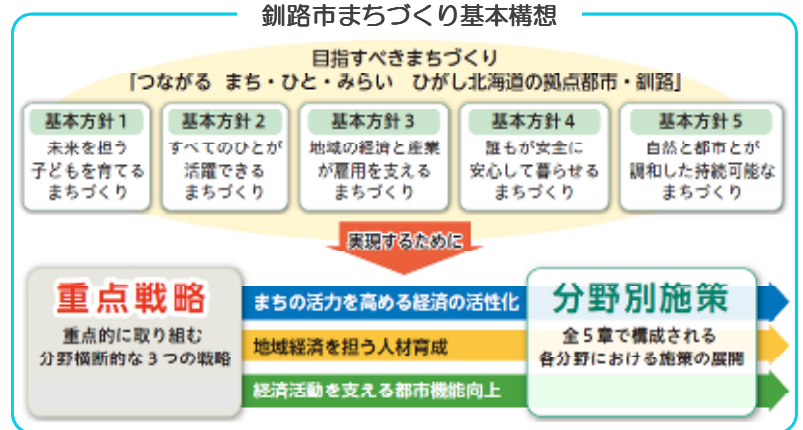 釧路市まちづくり基本構想
目指すべきまちづくり
「つながる まち・ひと・みらい ひがし北海道の拠点都市・釧路」
基本方針1
未来を担う
子どもを育てる
まちづくり
基本方針2
すべてのひとが
活躍できる
まちづくり
基本方針3
地域の経済と産業
が雇用を支える
まちづくり
基本方針4
誰もが安全に
安心して暮らせる
まちづくり
基本方針5
自然と都市とが
調和した持続可能な
まちづくり
実現するために
重点戦略
重点的に取り組む
分野横断的な3つの戦略
まちの活力を高める経済の活性化
地域経済を担う人材育成
経済活動を支える都市機能向上
分野別施策
全5章で構成される
各分野における施策の展開